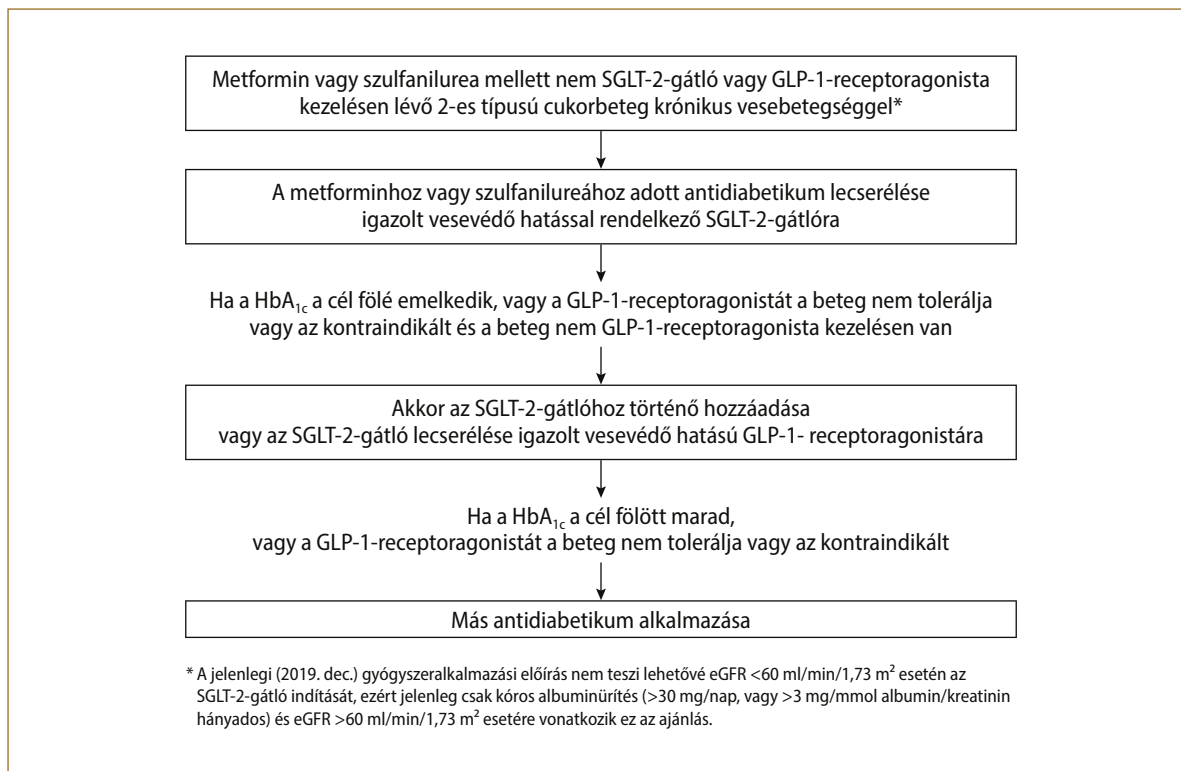 Metformin vagy szulfanilurea mellett nem SGLT-2-gátló vagy GLP-1-receptoragonista
kezelésen lévő 2-es típusú cukorbeteg krónikus vesebetegséggel*
A metforminhoz vagy szulfanilureához adott antidiabetikum lecserélése
igazolt vesevédő hatással rendelkező SGLT-2-gátlóra
Ha a HbA1c a cél fölé emelkedik, vagy a GLP-1-receptoragonistát a beteg nem tolerálja
vagy az kontraindikált és a beteg nem GLP-1-receptoragonista kezelésen van
Akkor az SGLT-2-gátlóhoz történő hozzáadása
vagy az SGLT-2-gátló lecserélése igazolt vesevédő hatású GLP-1- receptoragonistára
Ha a HbA1c a cél fölött marad,
vagy a GLP-1-receptoragonistát a beteg nem tolerálja vagy az kontraindikált
Más antidiabetikum alkalmazása
* A jelenlegi (2019. dec.) gyógyszeralkalmazási előírás nem teszi lehetővé eGFR <60 ml/min/1,73 m² esetén az
SGLT-2-gátló indítását, ezért jelenleg csak kóros albuminürítés (>30 mg/nap, vagy >3 mg/mmol albumin/kreatinin
hányados) és eGFR >60 ml/min/1,73 m² esetére vonatkozik ez az ajánlás.